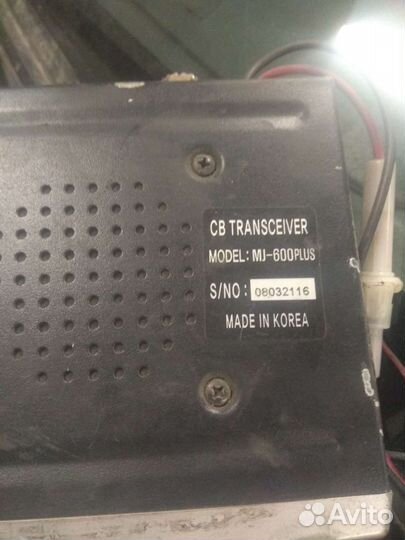 CB TRANSCEIVER
MODEL: MJ-600PLUS
S/NO: 08032116
MADE IN KOREA
Avito